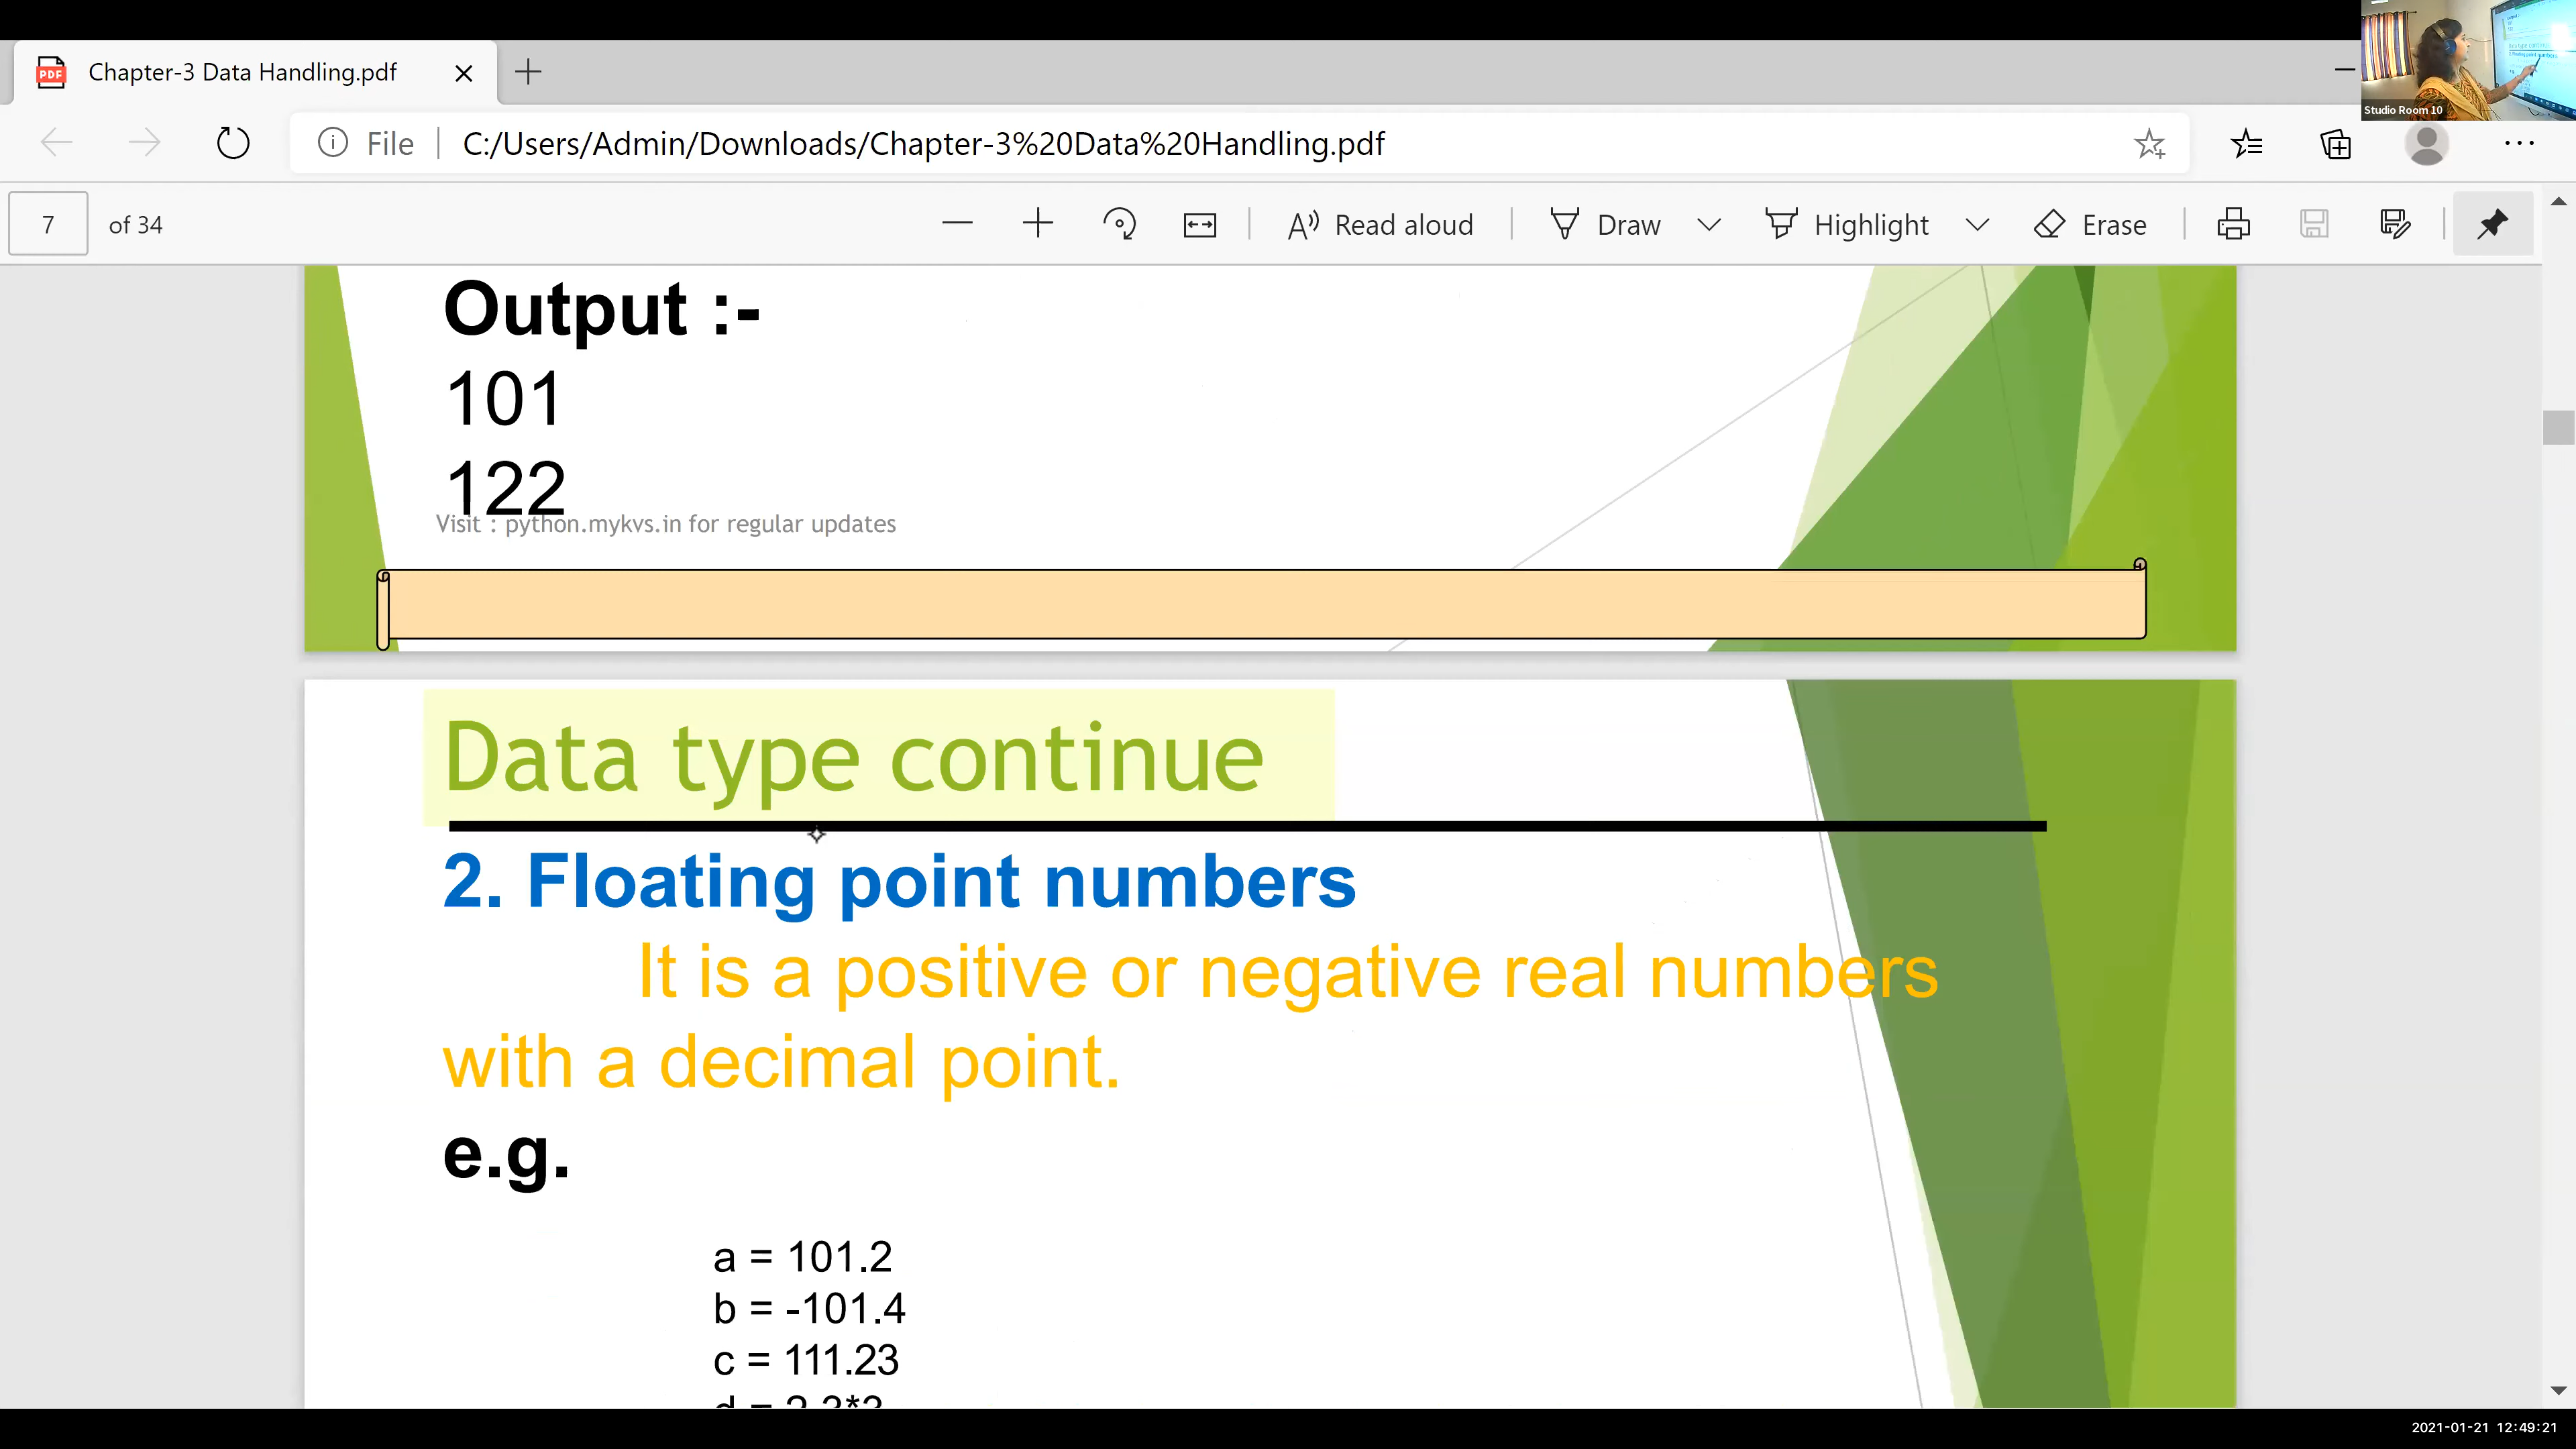 Chapter-3 Data Handling.pdf
File
C:/Users/Admin/Downloads/Chapter-3%20Data%20Handling.pdf
7 of 34
Read aloud
Draw
Highlight
Erase
Studio Room 10
Output :-
101
122
Visit : python.mykvs.in for regular updates
Data type continue
2. Floating point numbers
It is a positive or negative real numbers
with a decimal point.
e.g.
a = 101.2
b = -101.4
c = 111.23
2021-01-21 12:49:21